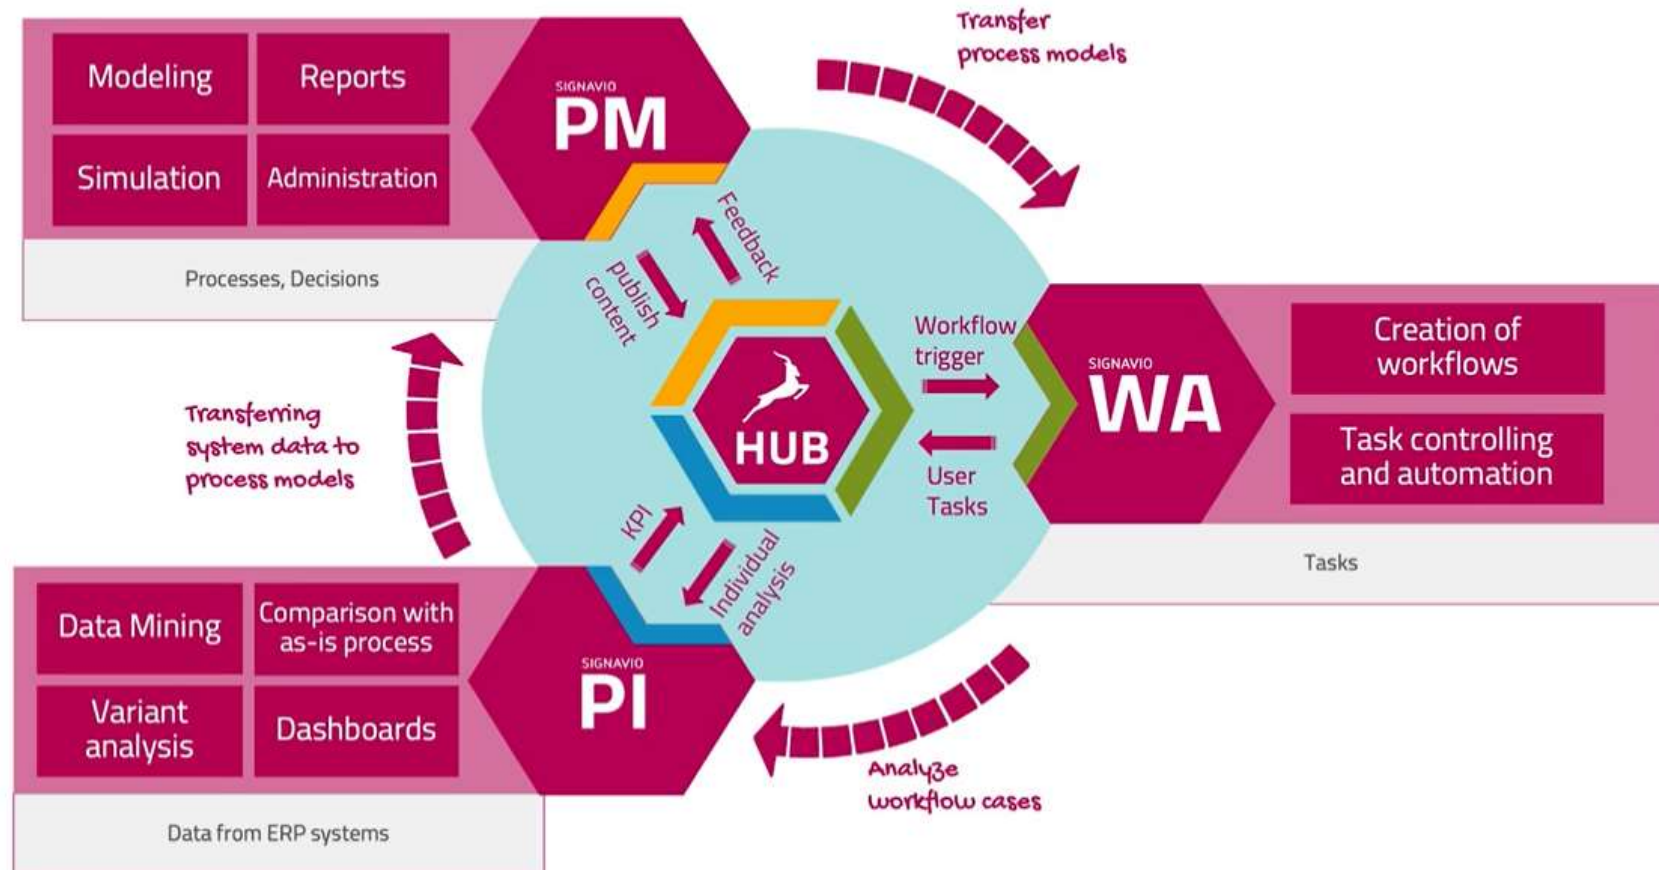 Transfer
process models
Modeling
Reports
Simulation
Administration
SIGNAVIO
PM
Processes, Decisions
Feedback
publish
content
HUB
Workflow
trigger
User
Tasks
SIGNAVIO
WA
Creation of
workflows
Task controlling
and automation
Tasks
Transferring
system data to
process models
KPI
Individual
analysis
Data Mining
Comparison with
as-is process
Variant
analysis
Dashboards
SIGNAVIO
PI
Data from ERP systems
Analyze
workflow cases